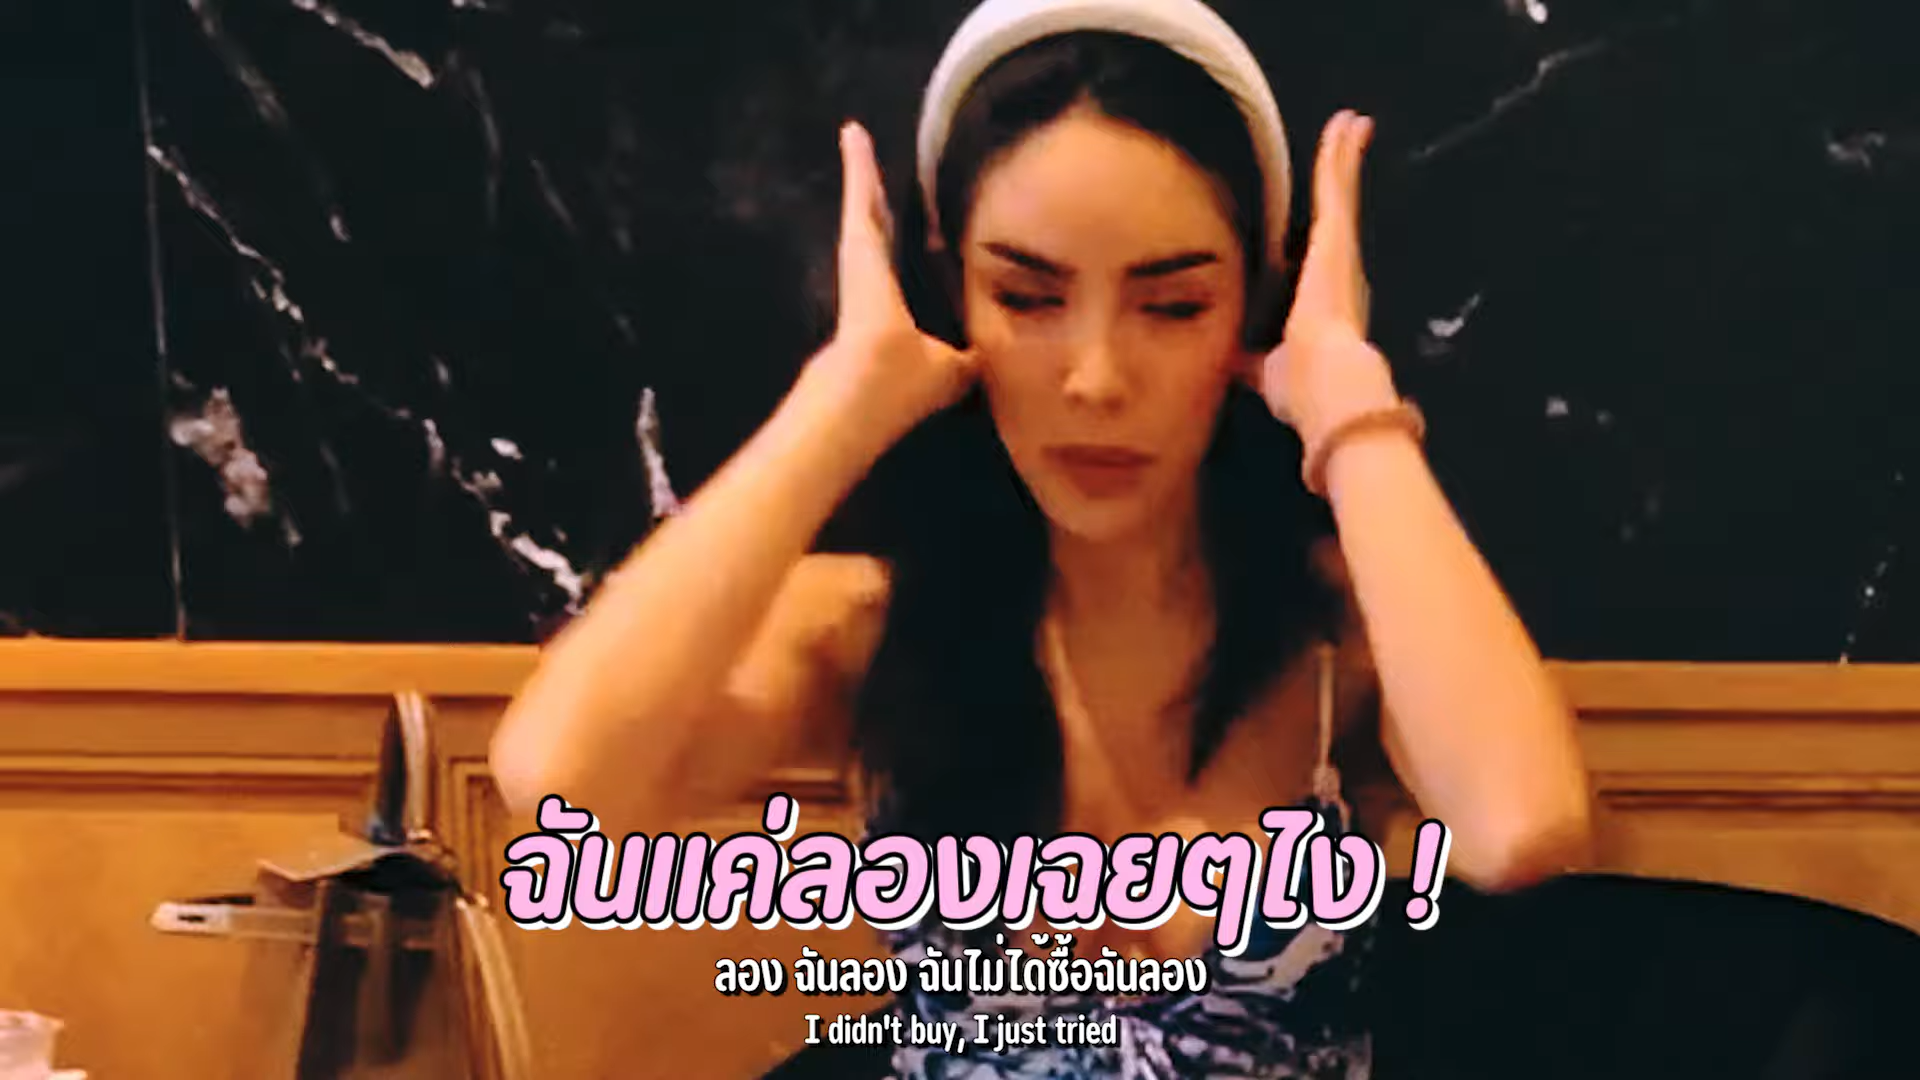 ฉันแค่ลองเฉยๆไง !
ลอง ฉันลอง ฉันไม่ได้ซื้อฉันลอง
I didn't buy, I just tried